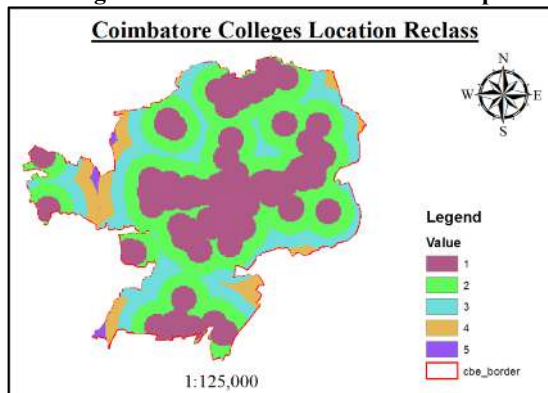 Coimbatore Colleges Location Reclass
N
W
E
S
Legend
Value
1
2
3
4
5
cbe_border
1:125,000